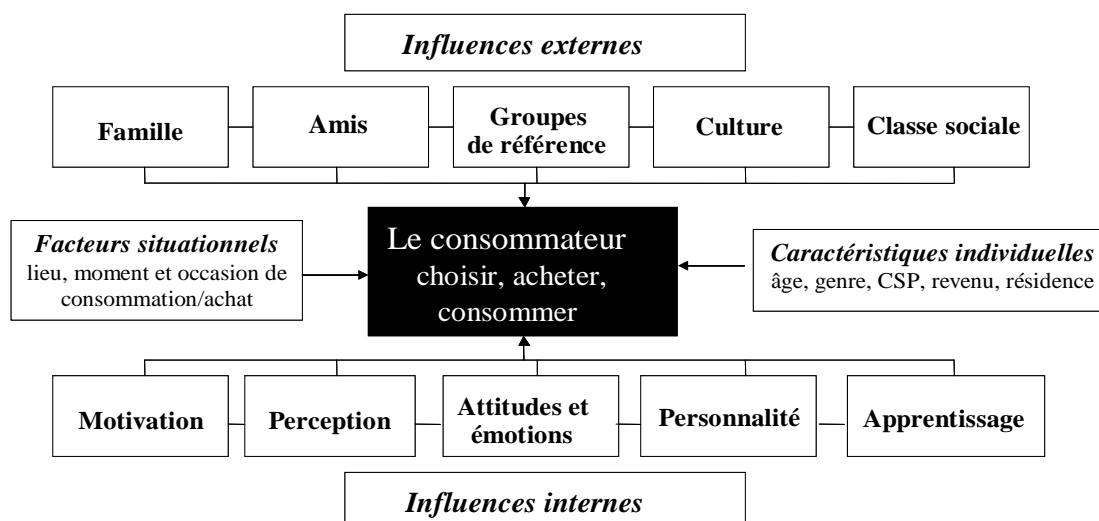 Influences externes
Famille
Amis
Groupes
de référence
Culture
Classe sociale
Facteurs situationnels
lieu, moment et occasion de
consommation/achat
Le consommateur
choisir, acheter,
consommer
Caractéristiques individuelles
âge, genre, CSP, revenu, résidence
Motivation
Perception
Attitudes et
émotions
Personnalité
Apprentissage
Influences internes